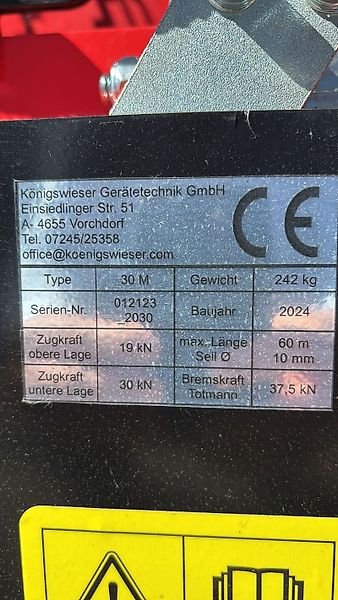 Königswieser Gerätetechnik GmbH
Einsiedlinger Str. 51
A- 4655 Vorchdorf
Tel. 07245/25358
office@koenigswieser.com
CE
Type 30 M Gewicht 242 kg
Serien-Nr. 012123 _2030 Baujahr 2024
Zugkraft obere Lage 19 kN max. Länge Seil Ø 60 m 10 mm
Zugkraft untere Lage 30 kN Bremskraft Totmann 37,5 kN